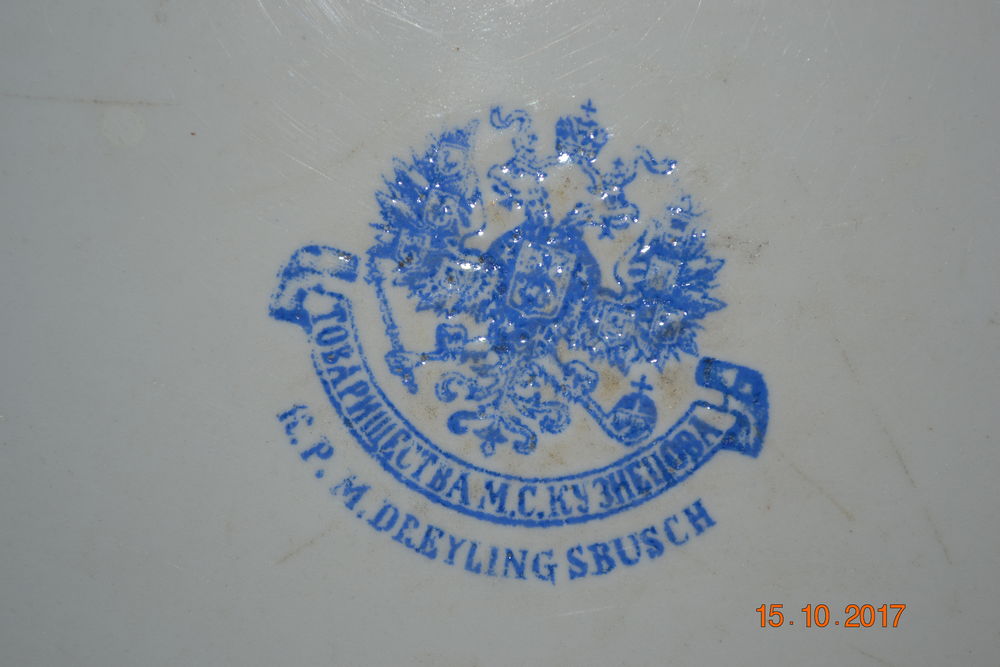 ТОВАРИЩЕСТВА М.С.КУЗНЕЦОВА
K. P. M. DREYLINGSBUSCH
15.10.2017